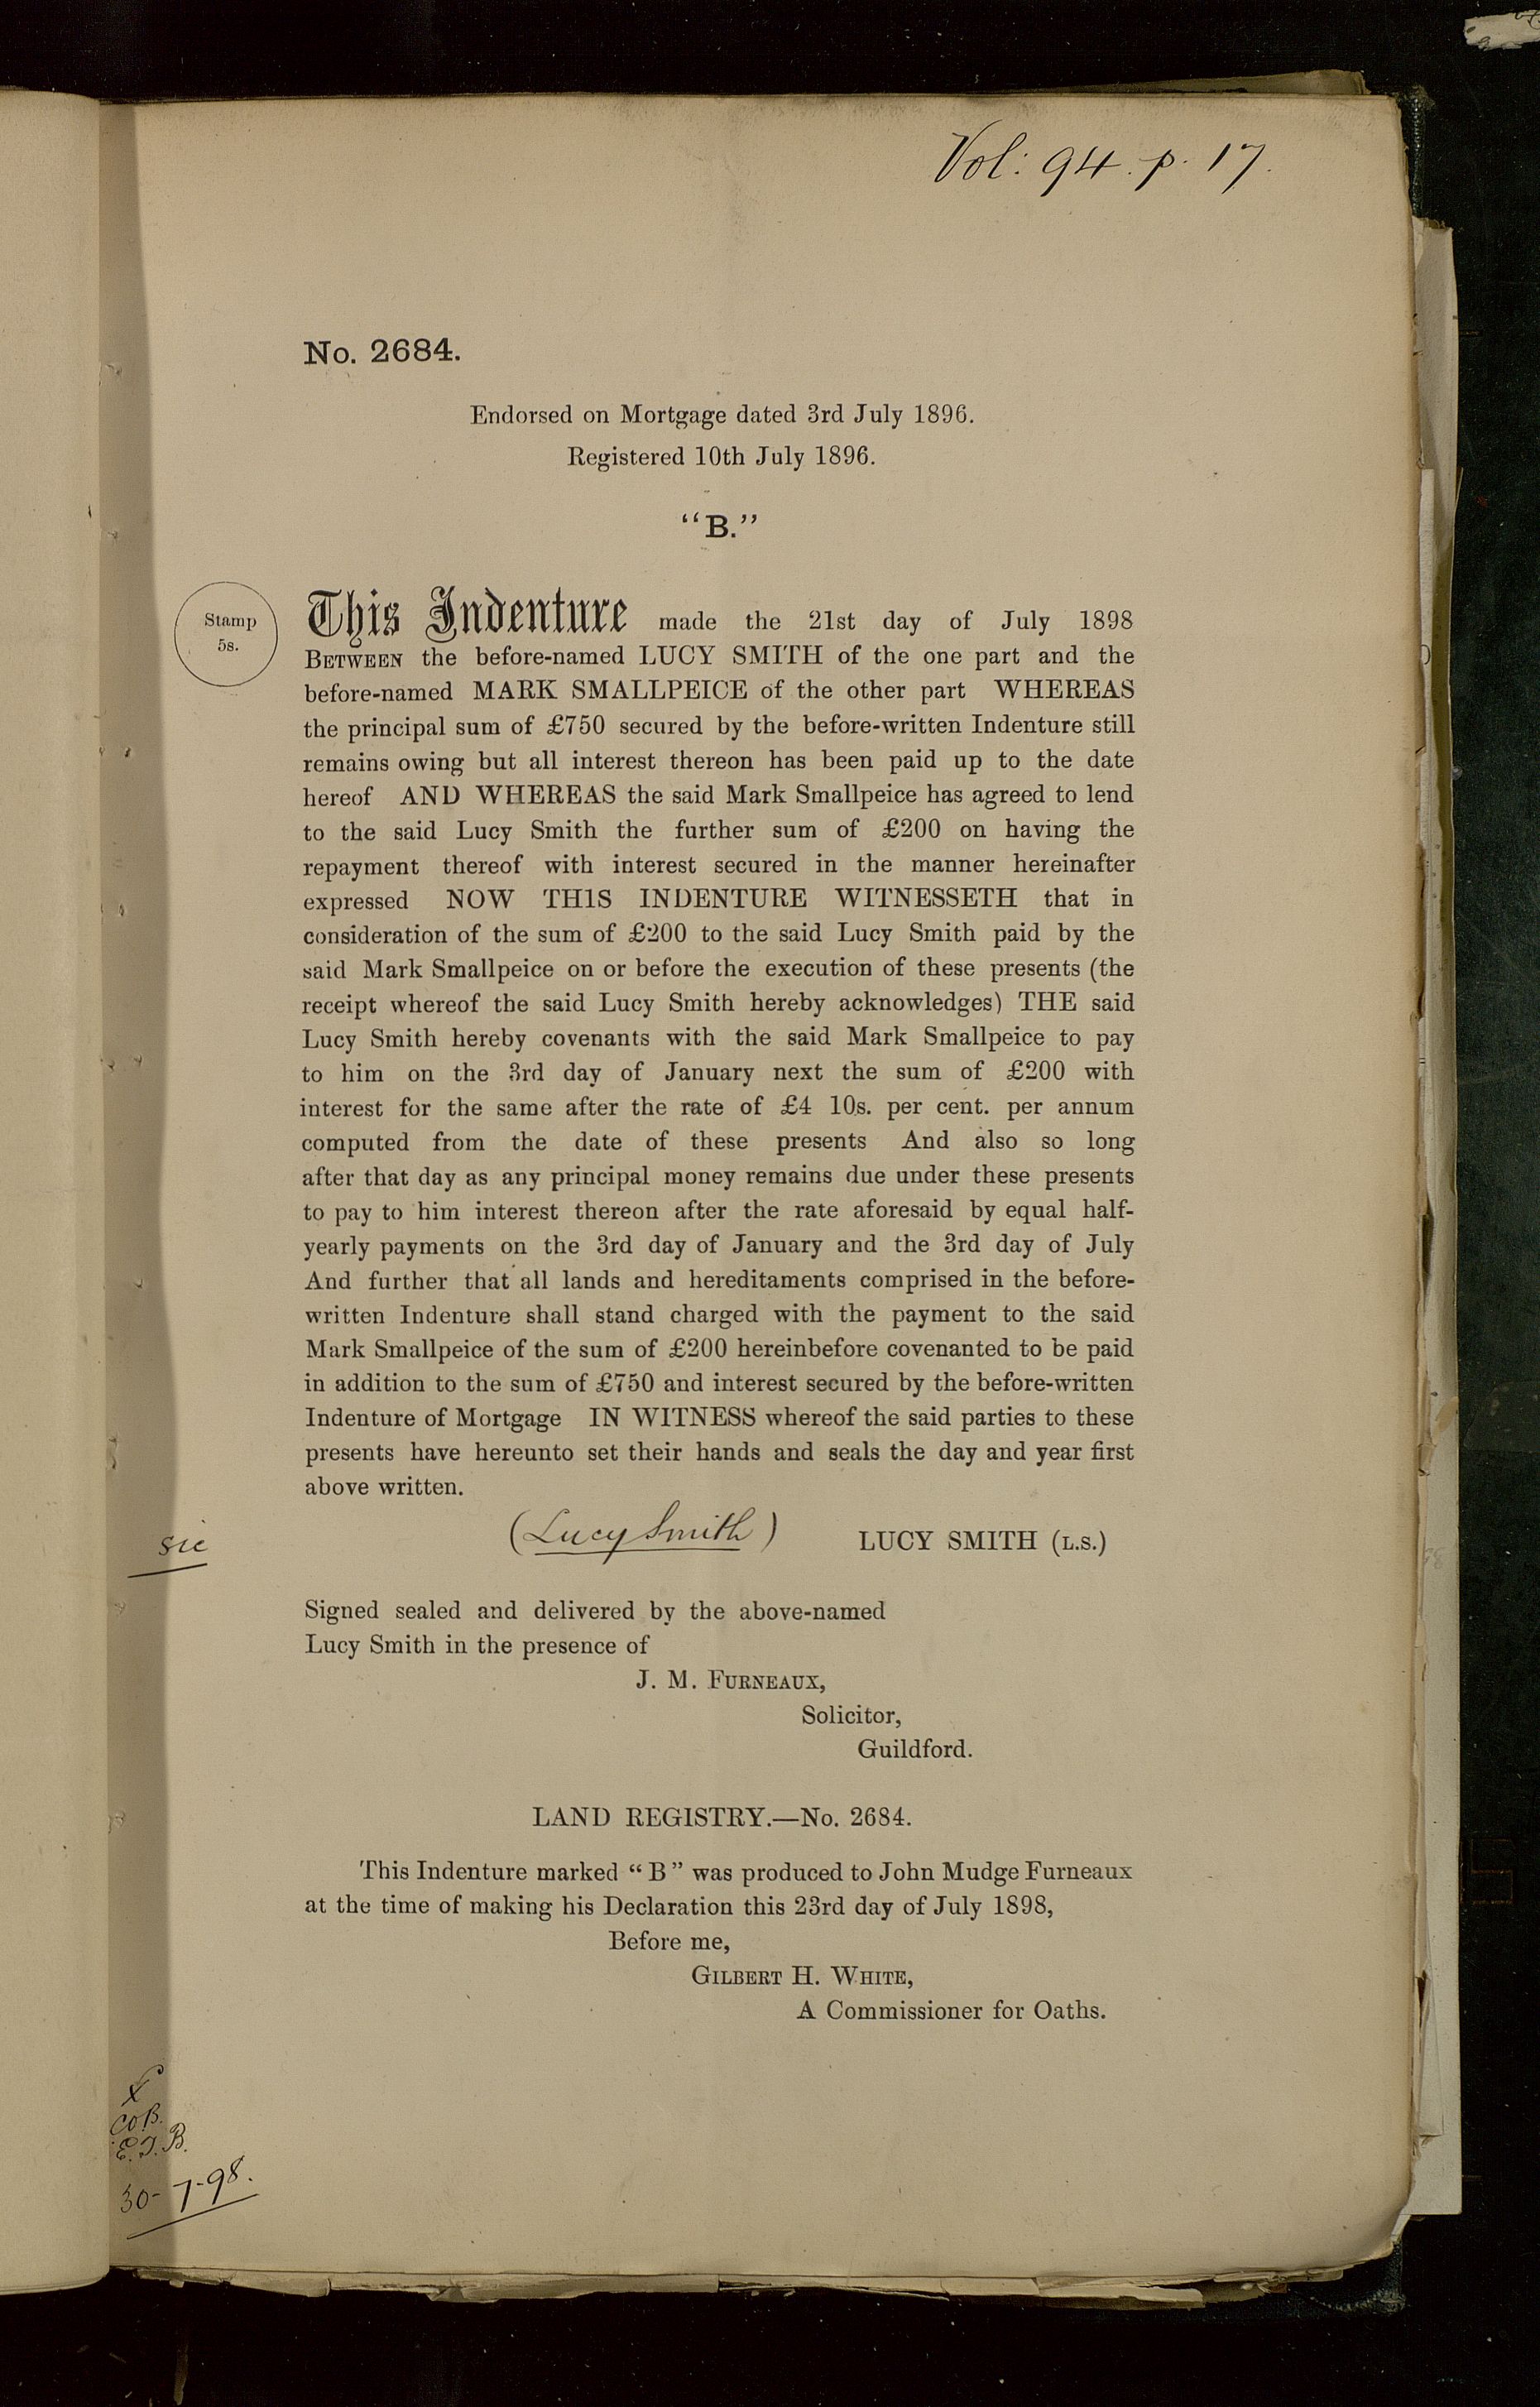 Vol: 94. p. 17.
No. 2684.
Endorsed on Mortgage dated 3rd July 1896.
Registered 10th July 1896.
“B.”
Stamp
5s.
This Indenture made the 21st day of July 1898
BETWEEN the before-named LUCY SMITH of the one part and the
before-named MARK SMALLPEICE of the other part WHEREAS
the principal sum of £750 secured by the before-written Indenture still
remains owing but all interest thereon has been paid up to the date
hereof AND WHEREAS the said Mark Smallpeice has agreed to lend
to the said Lucy Smith the further sum of £200 on having the
repayment thereof with interest secured in the manner hereinafter
expressed NOW THIS INDENTURE WITNESSETH that in
consideration of the sum of £200 to the said Lucy Smith paid by the
said Mark Smallpeice on or before the execution of these presents (the
receipt whereof the said Lucy Smith hereby acknowledges) THE said
Lucy Smith hereby covenants with the said Mark Smallpeice to pay
to him on the 3rd day of January next the sum of £200 with
interest for the same after the rate of £4 10s. per cent. per annum
computed from the date of these presents And also so long
after that day as any principal money remains due under these presents
to pay to him interest thereon after the rate aforesaid by equal half-
yearly payments on the 3rd day of January and the 3rd day of July
And further that all lands and hereditaments comprised in the before-
written Indenture shall stand charged with the payment to the said
Mark Smallpeice of the sum of £200 hereinbefore covenanted to be paid
in addition to the sum of £750 and interest secured by the before-written
Indenture of Mortgage IN WITNESS whereof the said parties to these
presents have hereunto set their hands and seals the day and year first
above written.
sic (Lucy Smith) LUCY SMITH (L.S.)
Signed sealed and delivered by the above-named
Lucy Smith in the presence of
J. M. FURNEAUX,
Solicitor,
Guildford.
LAND REGISTRY.—No. 2684.
This Indenture marked “B” was produced to John Mudge Furneaux
at the time of making his Declaration this 23rd day of July 1898,
Before me,
GILBERT H. WHITE,
A Commissioner for Oaths.
E.J.B.
30-7-98.